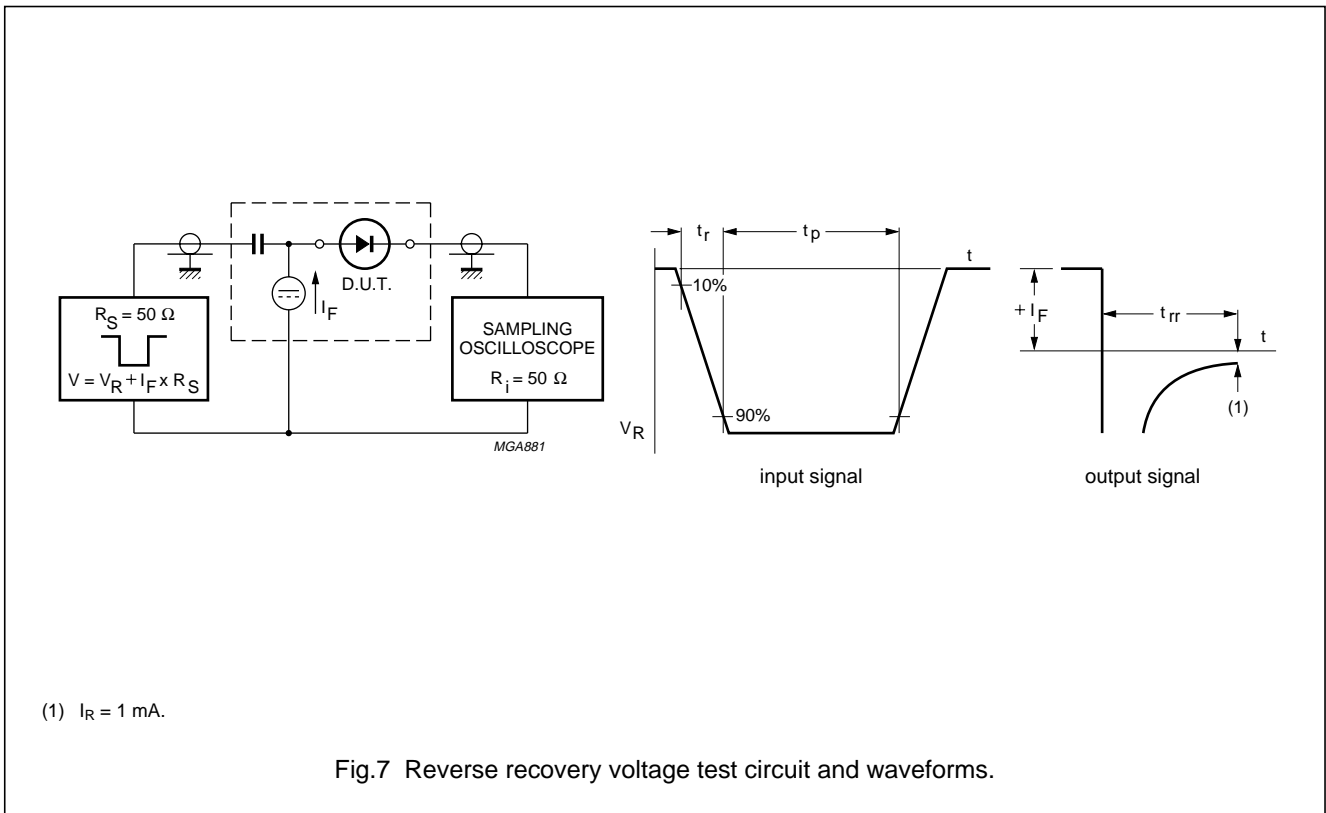 R_S = 50 Ω
V = V_R + I_F x R_S
I_F
D.U.T.
SAMPLING
OSCILLOSCOPE
R_i = 50 Ω
MGA881
t_r
t_p
t
10%
90%
V_R
input signal
+ I_F
t_rr
t
(1)
output signal
(1) I_R = 1 mA.
Fig.7 Reverse recovery voltage test circuit and waveforms.